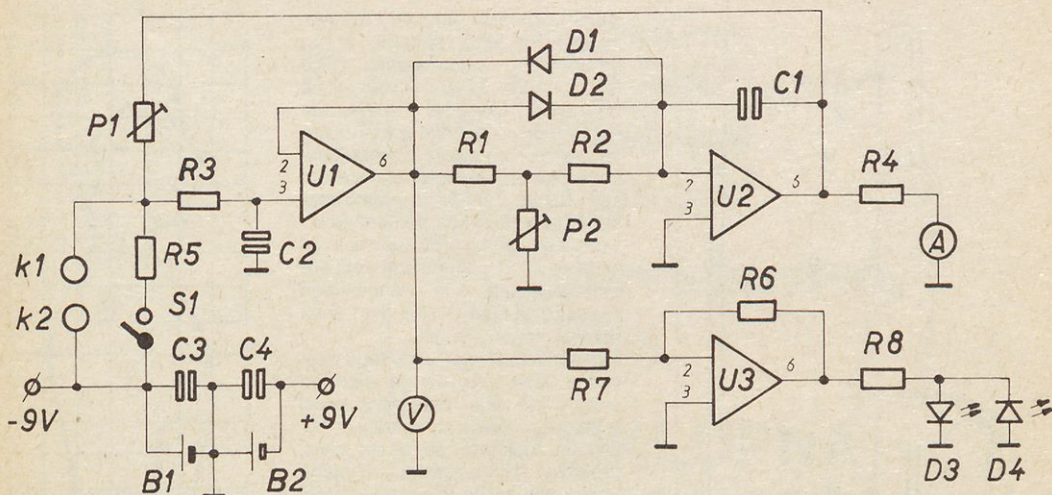 D1
D2
C1
P1
R3
2
3
U1
6
R1
R2
P2
2
3
U2
5
R4
A
k1
k2
R5
C2
S1
C3
C4
-9V
+9V
B1
B2
V
R6
R7
2
3
U3
6
R8
D3
D4